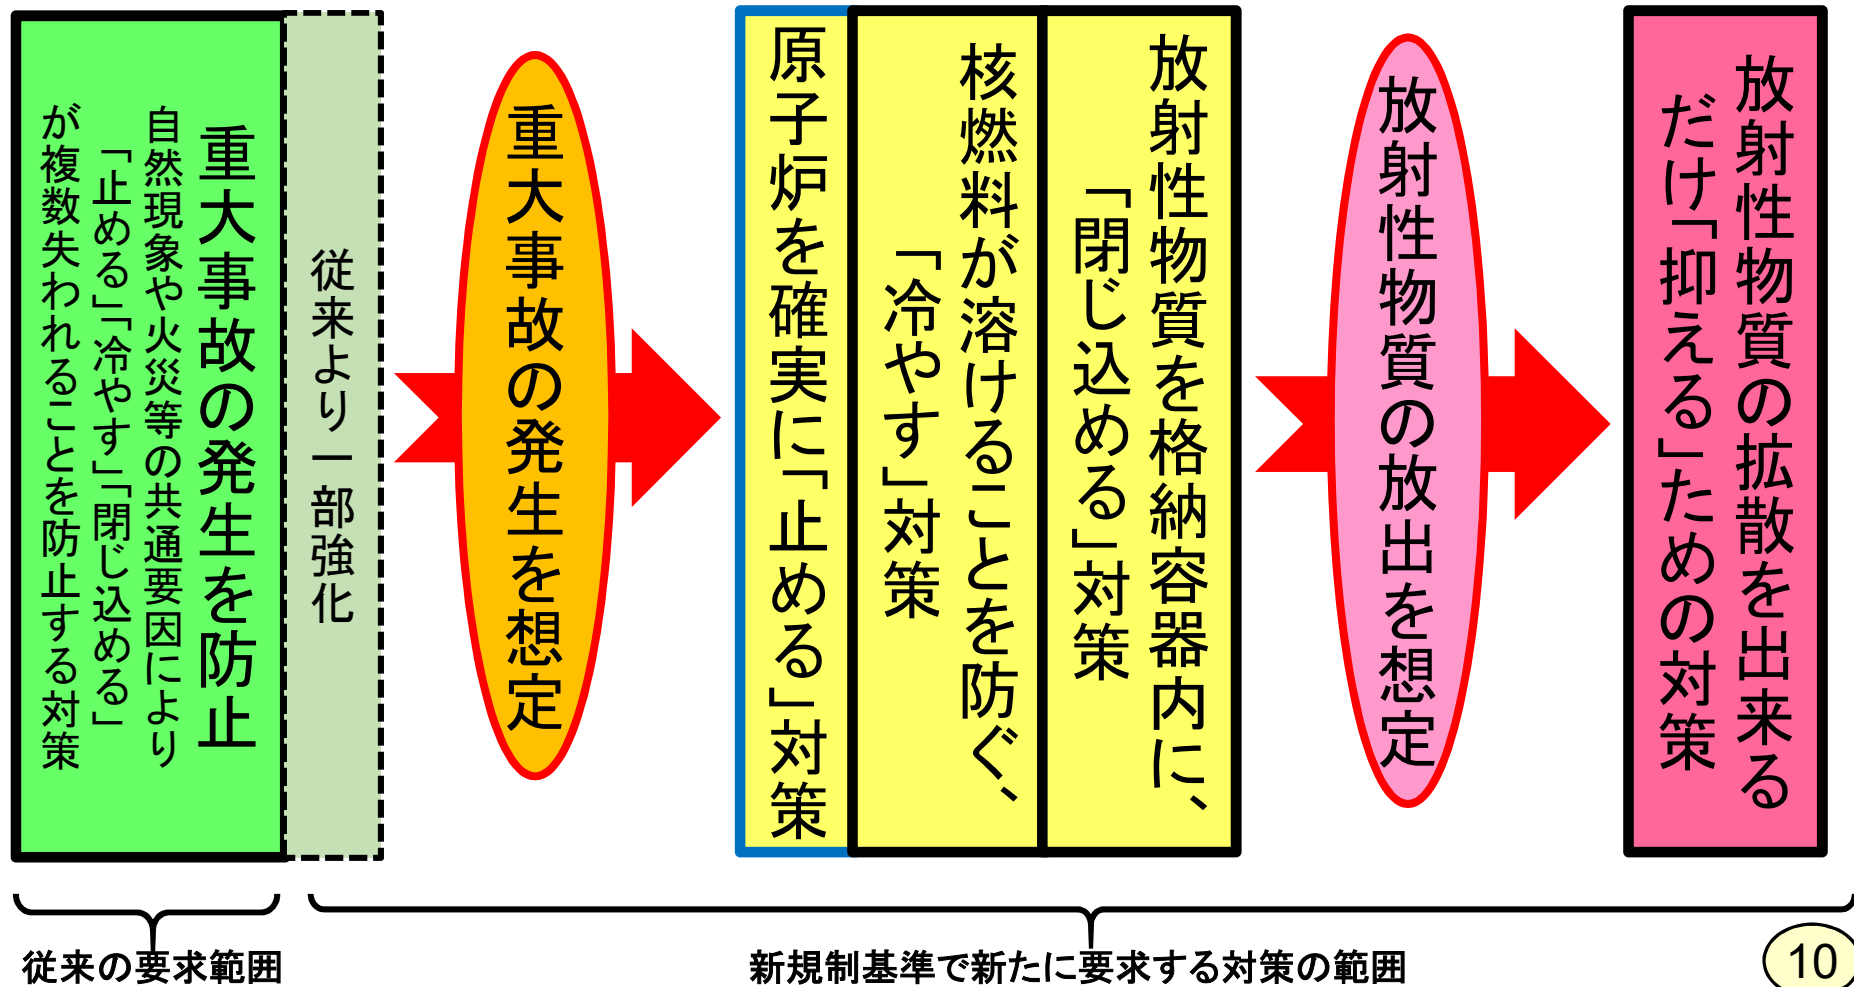 重大事故の発生を防止
自然現象や火災等の共通要因により
「止める」「冷やす」「閉じ込める」
が複数失われることを防止する対策
従来より一部強化
重大事故の発生を想定
原子炉を確実に「止める」対策
核燃料が溶けることを防ぐ、
「冷やす」対策
放射性物質を格納容器内に、
「閉じ込める」対策
放射性物質の放出を想定
放射性物質の拡散を出来る
だけ「抑える」ための対策
従来の要求範囲
新規制基準で新たに要求する対策の範囲
10